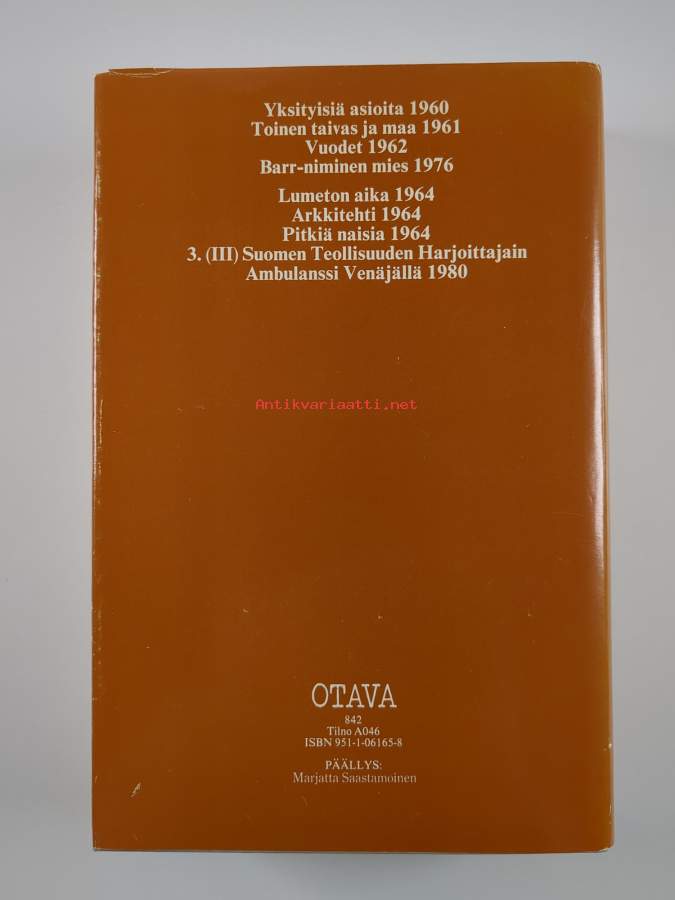 Yksityisiä asioita 1960
Toinen taivas ja maa 1961
Vuodet 1962
Barr-niminen mies 1976
Lumeton aika 1964
Arkkitehti 1964
Pitkiä naisia 1964
3. (III) Suomen Teollisuuden Harjoittajain
Ambulanssi Venäjällä 1980
Antikvariaatti.net
OTAVA
842
Tilno A046
ISBN 951-1-06165-8
PÄÄLLYS:
Marjatta Saastamoinen